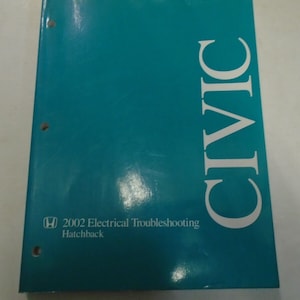 CIVIC
2002 Electrical Troubleshooting
Hatchback